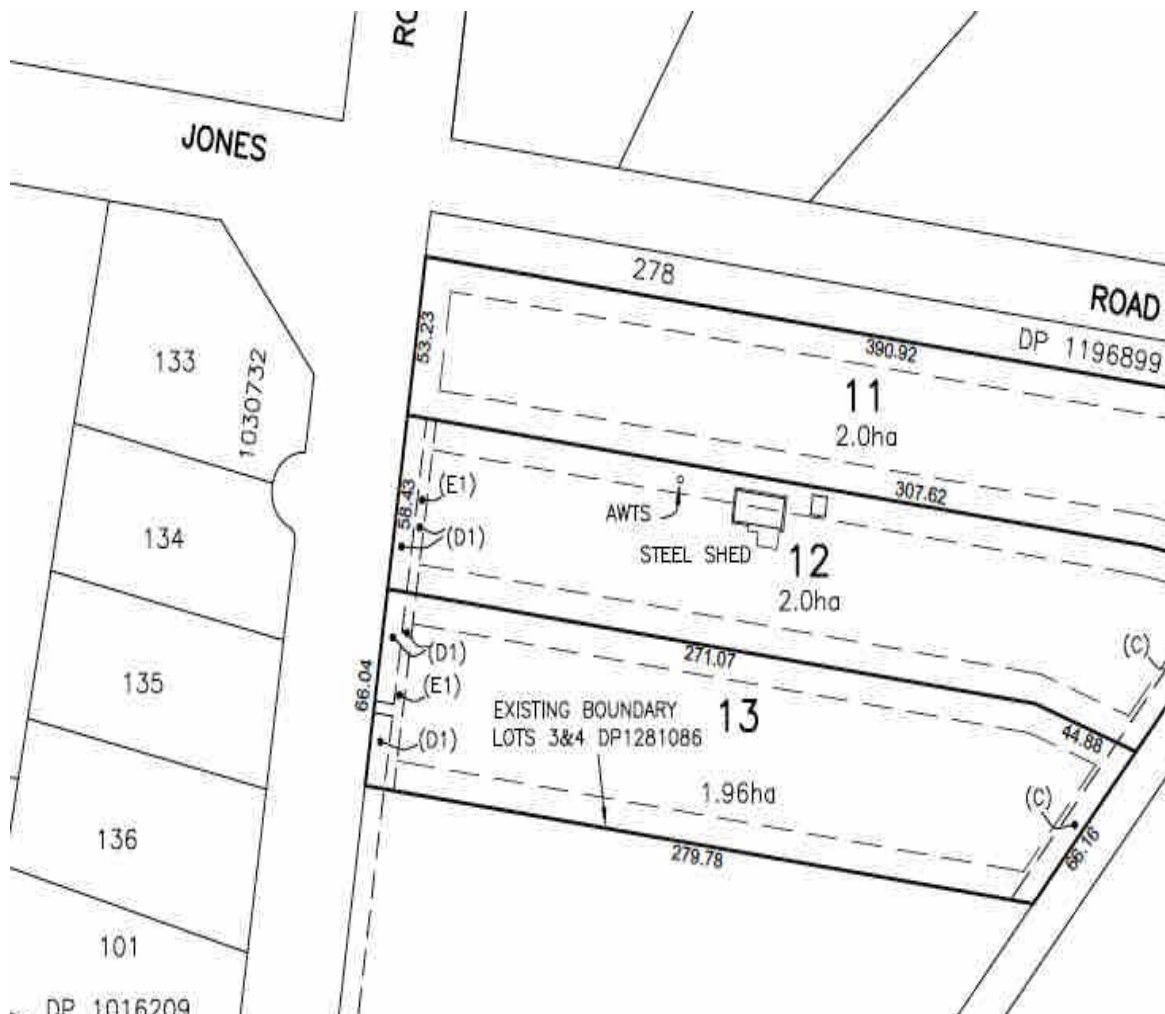 JONES
278
ROAD
DP 1196899
53.23
390.92
133
1030732
11
2.0ha
307.62
58.43
(E1)
AWTS
(D1)
STEEL SHED
12
2.0ha
134
(C)
(D1)
271.07
66.04
(E1)
135
EXISTING BOUNDARY
LOTS 3&4 DP1281086
13
(D1)
44.88
1.96ha
(C)
136
66.16
279.78
101
DP 1016209